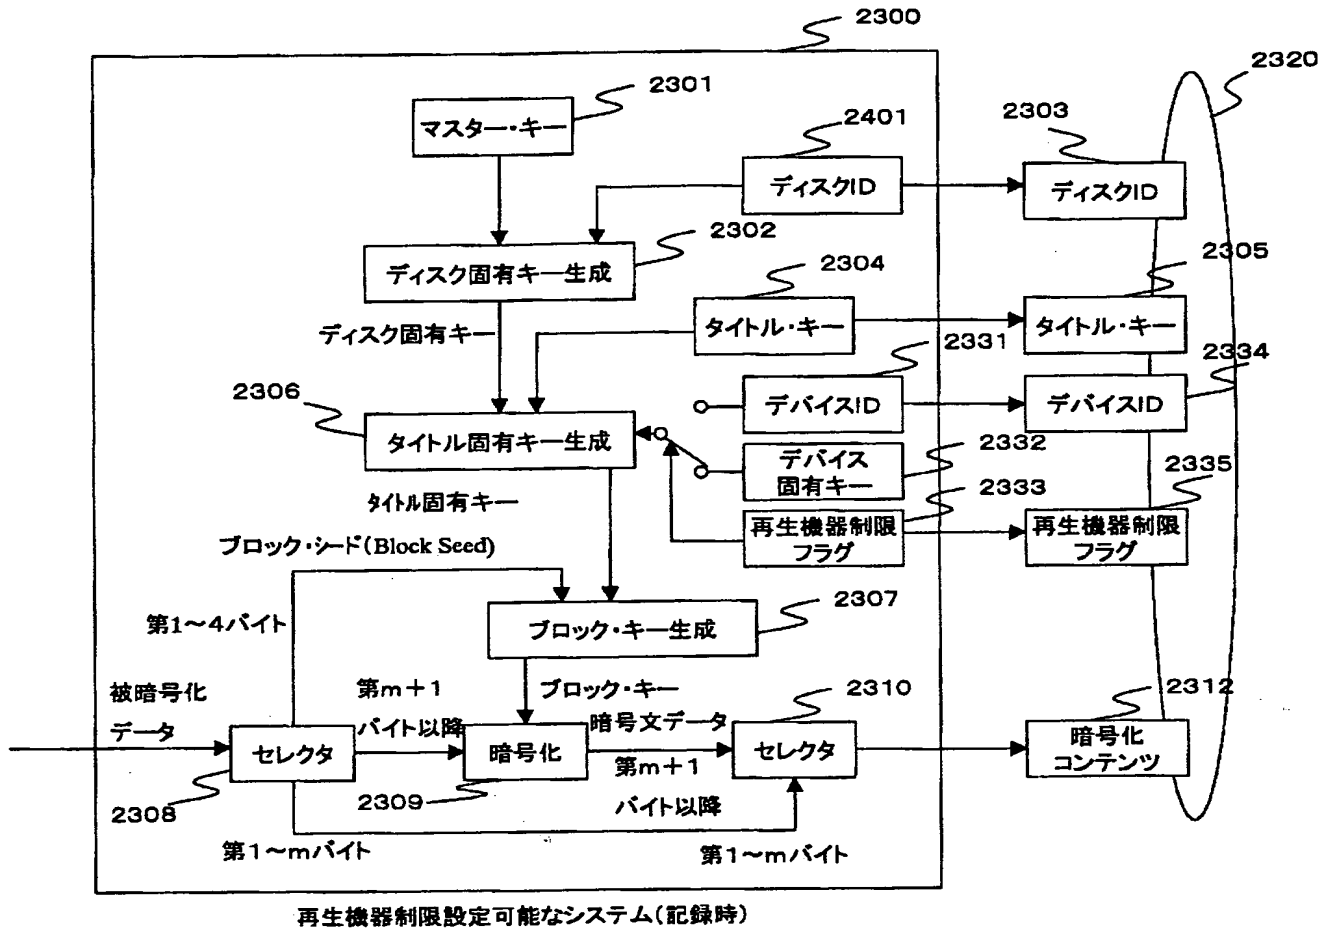 2300
2320
2301
マスター・キー
2401
ディスクID
2303
ディスクID
2302
ディスク固有キー生成
ディスク固有キー
2304
タイトル・キー
2305
タイトル・キー
2331
デバイスID
2334
デバイスID
2306
タイトル固有キー生成
タイトル固有キー
2332
デバイス
固有キー
2333
再生機器制限
フラグ
2335
再生機器制限
フラグ
ブロック・シード(Block Seed)
第1~4バイト
2307
ブロック・キー生成
ブロック・キー
被暗号化
データ
セレクタ
2308
第m+1
バイト以降
暗号化
2309
暗号文データ
第m+1
バイト以降
2310
セレクタ
2312
暗号化
コンテンツ
第1~mバイト
第1~mバイト
再生機器制限設定可能なシステム(記録時)